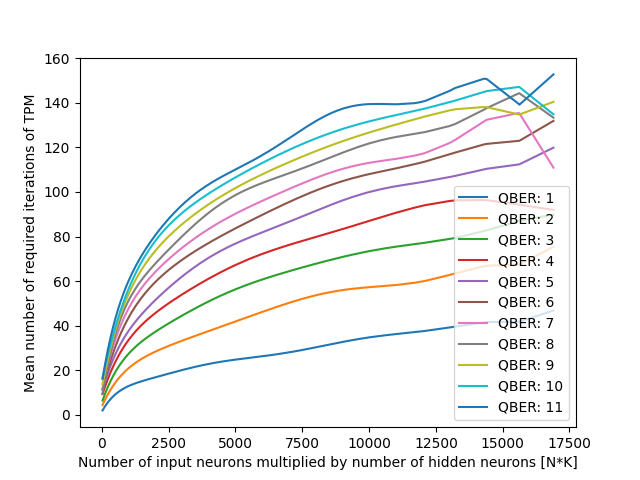 160
140
120
100
80
60
40
20
0
Mean number of required iterations of TPM
QBER: 1
QBER: 2
QBER: 3
QBER: 4
QBER: 5
QBER: 6
QBER: 7
QBER: 8
QBER: 9
QBER: 10
QBER: 11
0 2500 5000 7500 10000 12500 15000 17500
Number of input neurons multiplied by number of hidden neurons [N*K]